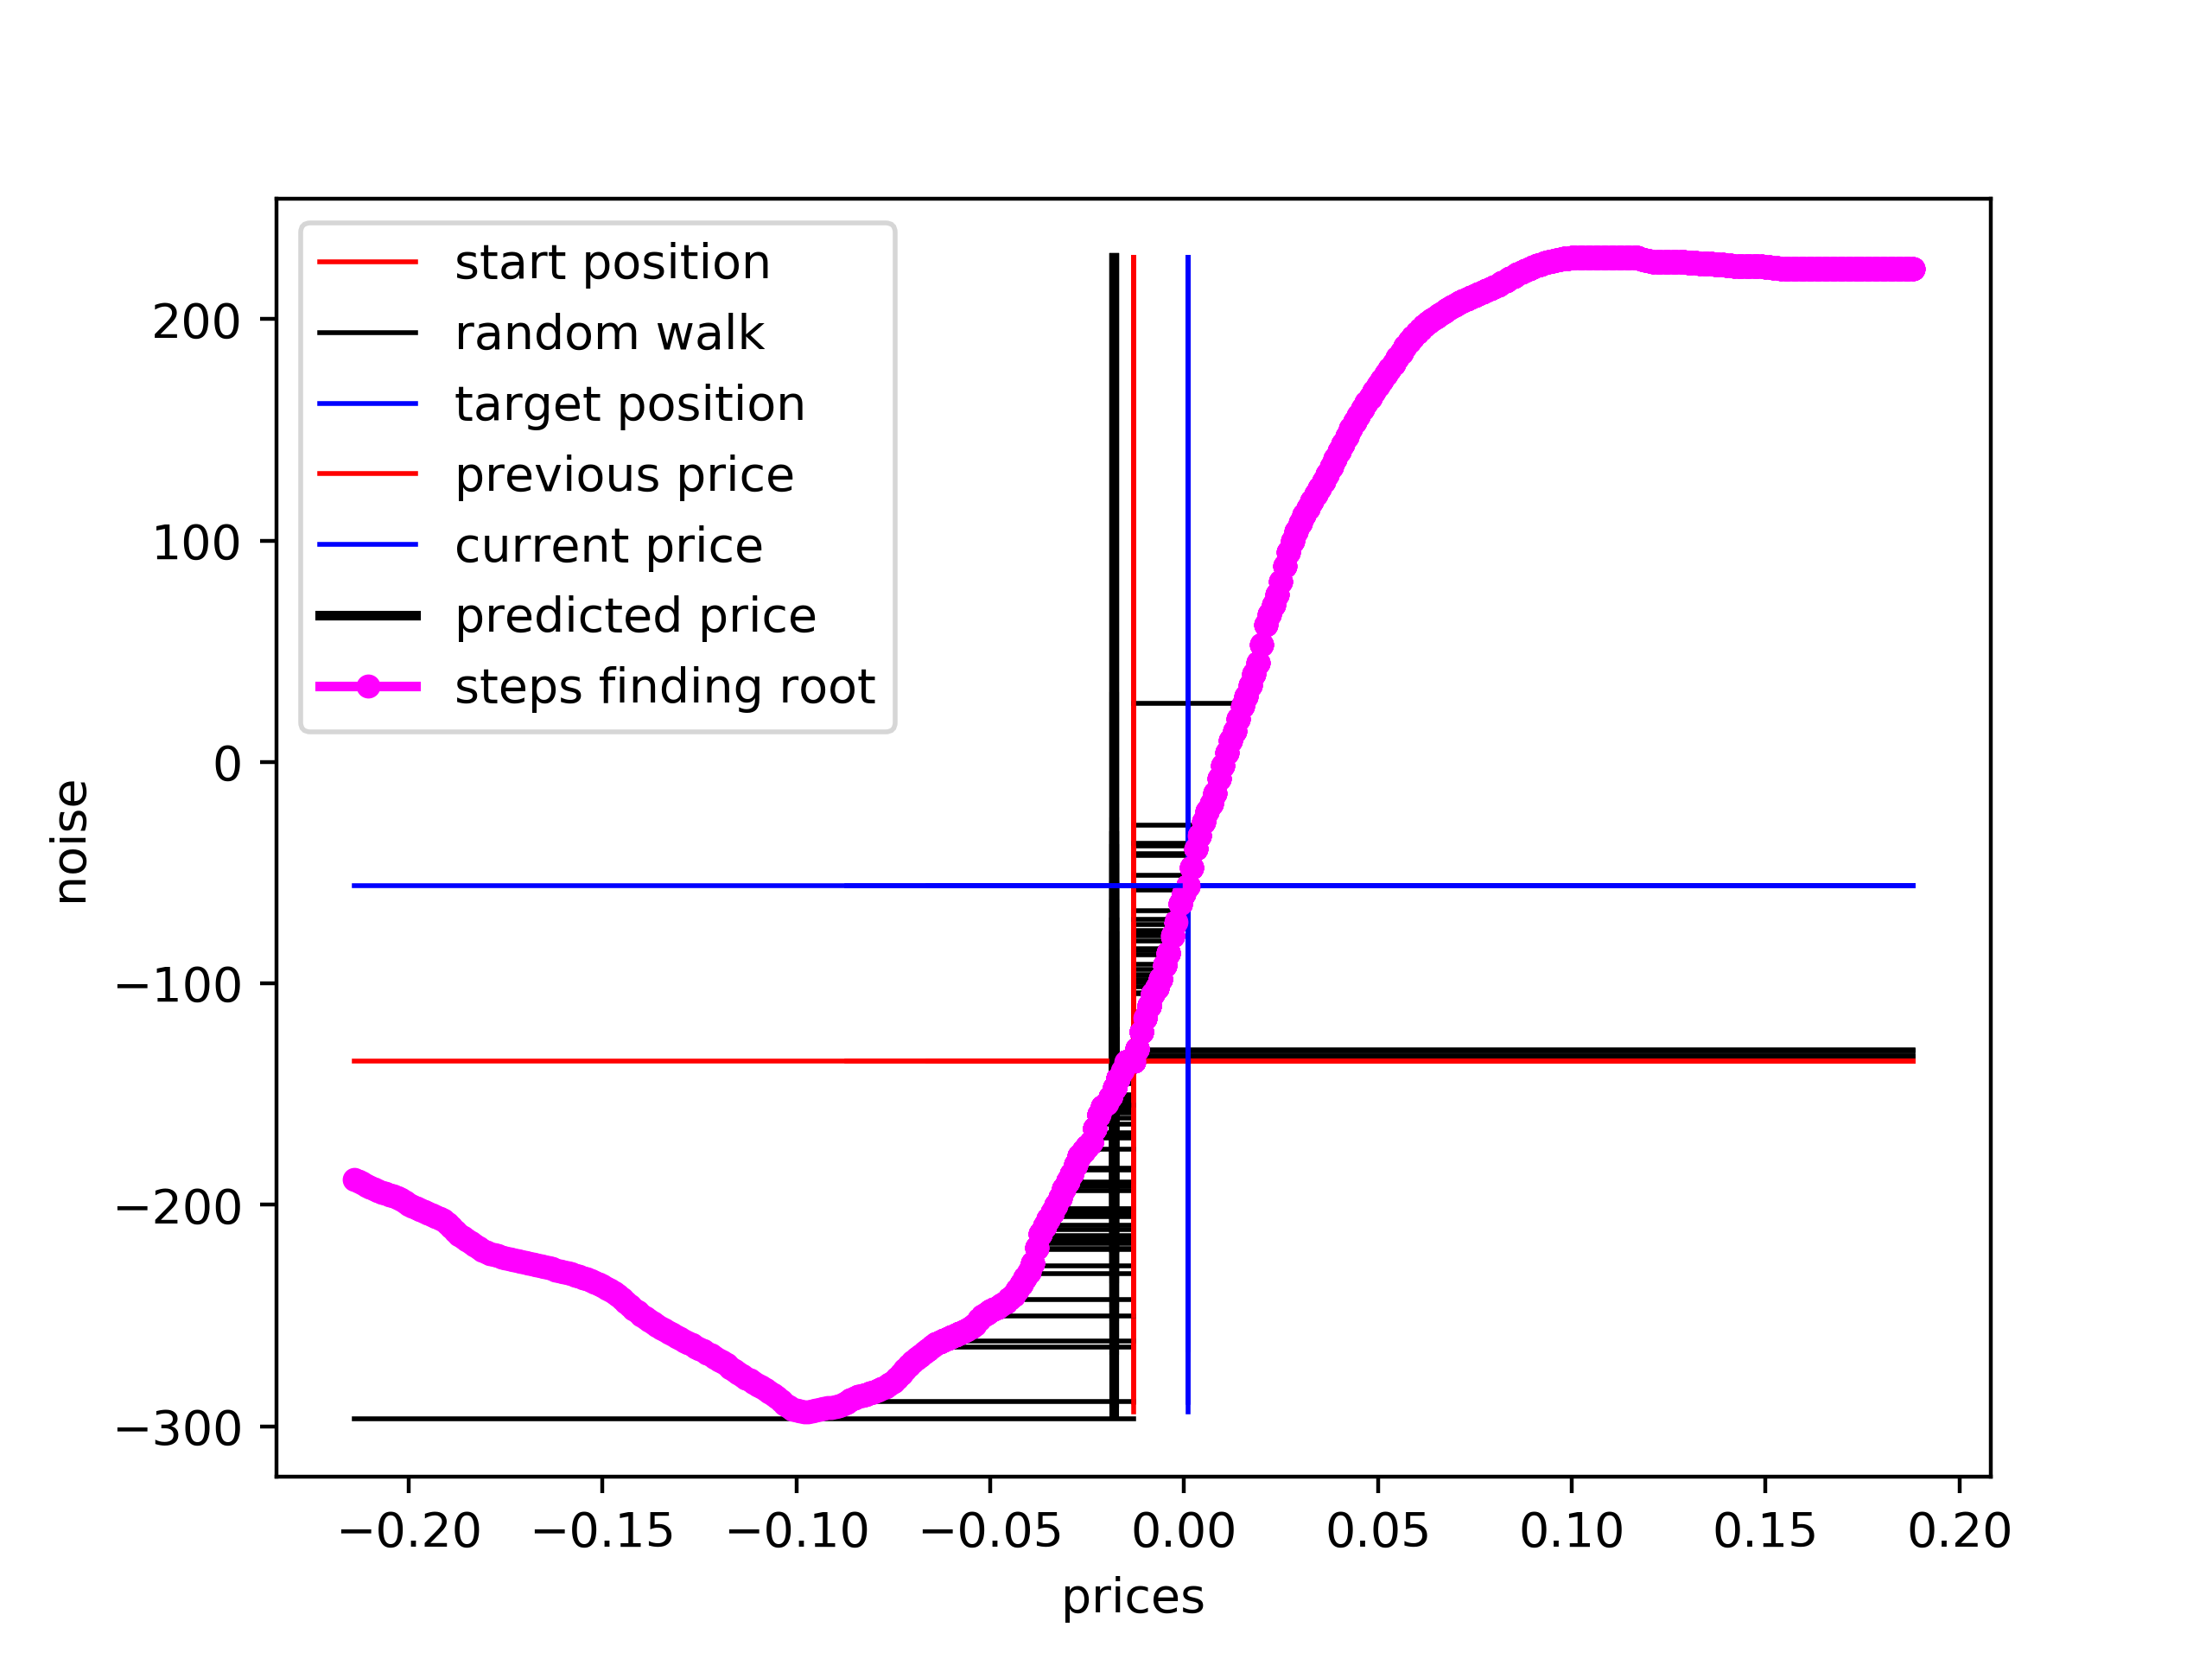 start position
random walk
target position
previous price
current price
predicted price
steps finding root
200
100
0
−100
−200
−300
noise
−0.20 −0.15 −0.10 −0.05 0.00 0.05 0.10 0.15 0.20
prices